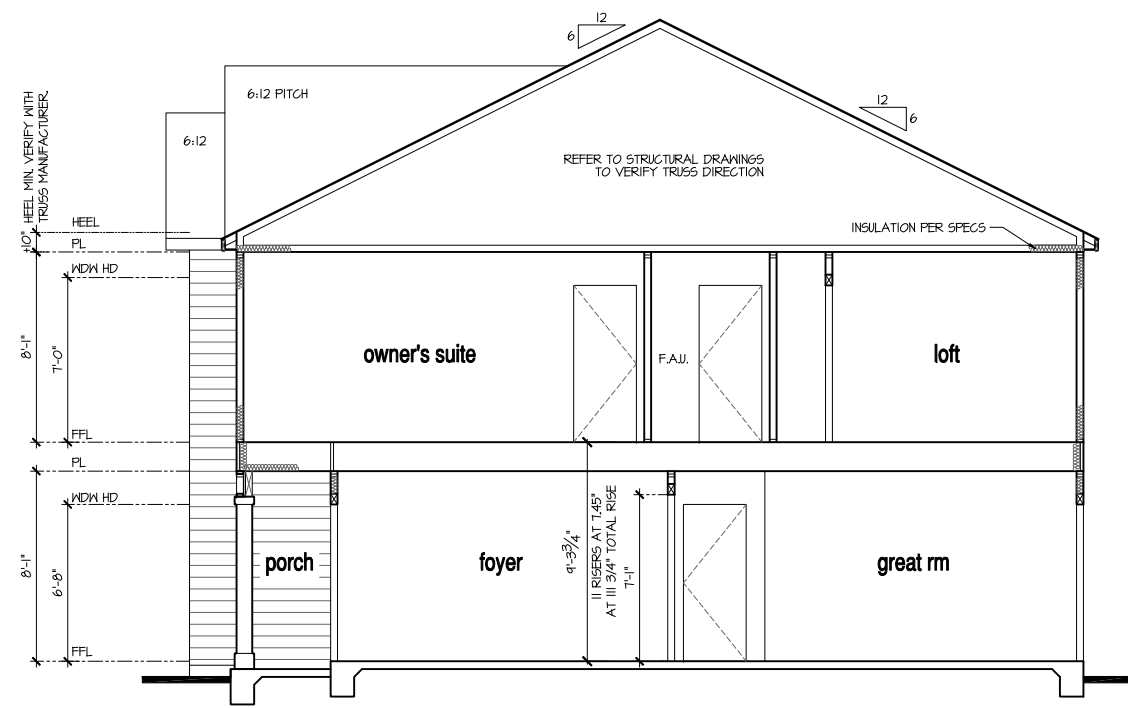 12
6
6:12 PITCH
12
6
6:12
HEEL MIN. VERIFY WITH
TRUSS MANUFACTURER.
±10"
REFER TO STRUCTURAL DRAWINGS
TO VERIFY TRUSS DIRECTION
HEEL
INSULATION PER SPECS
PL
WDW HD
8'-1"
7'-0"
owner's suite
F.A.U.
loft
FFL
PL
WDW HD
8'-1"
6'-8"
porch
foyer
9'-3 3/4"
11 RISERS AT 7.45"
AT 111 3/4" TOTAL RISE
7'-1"
great rm
FFL